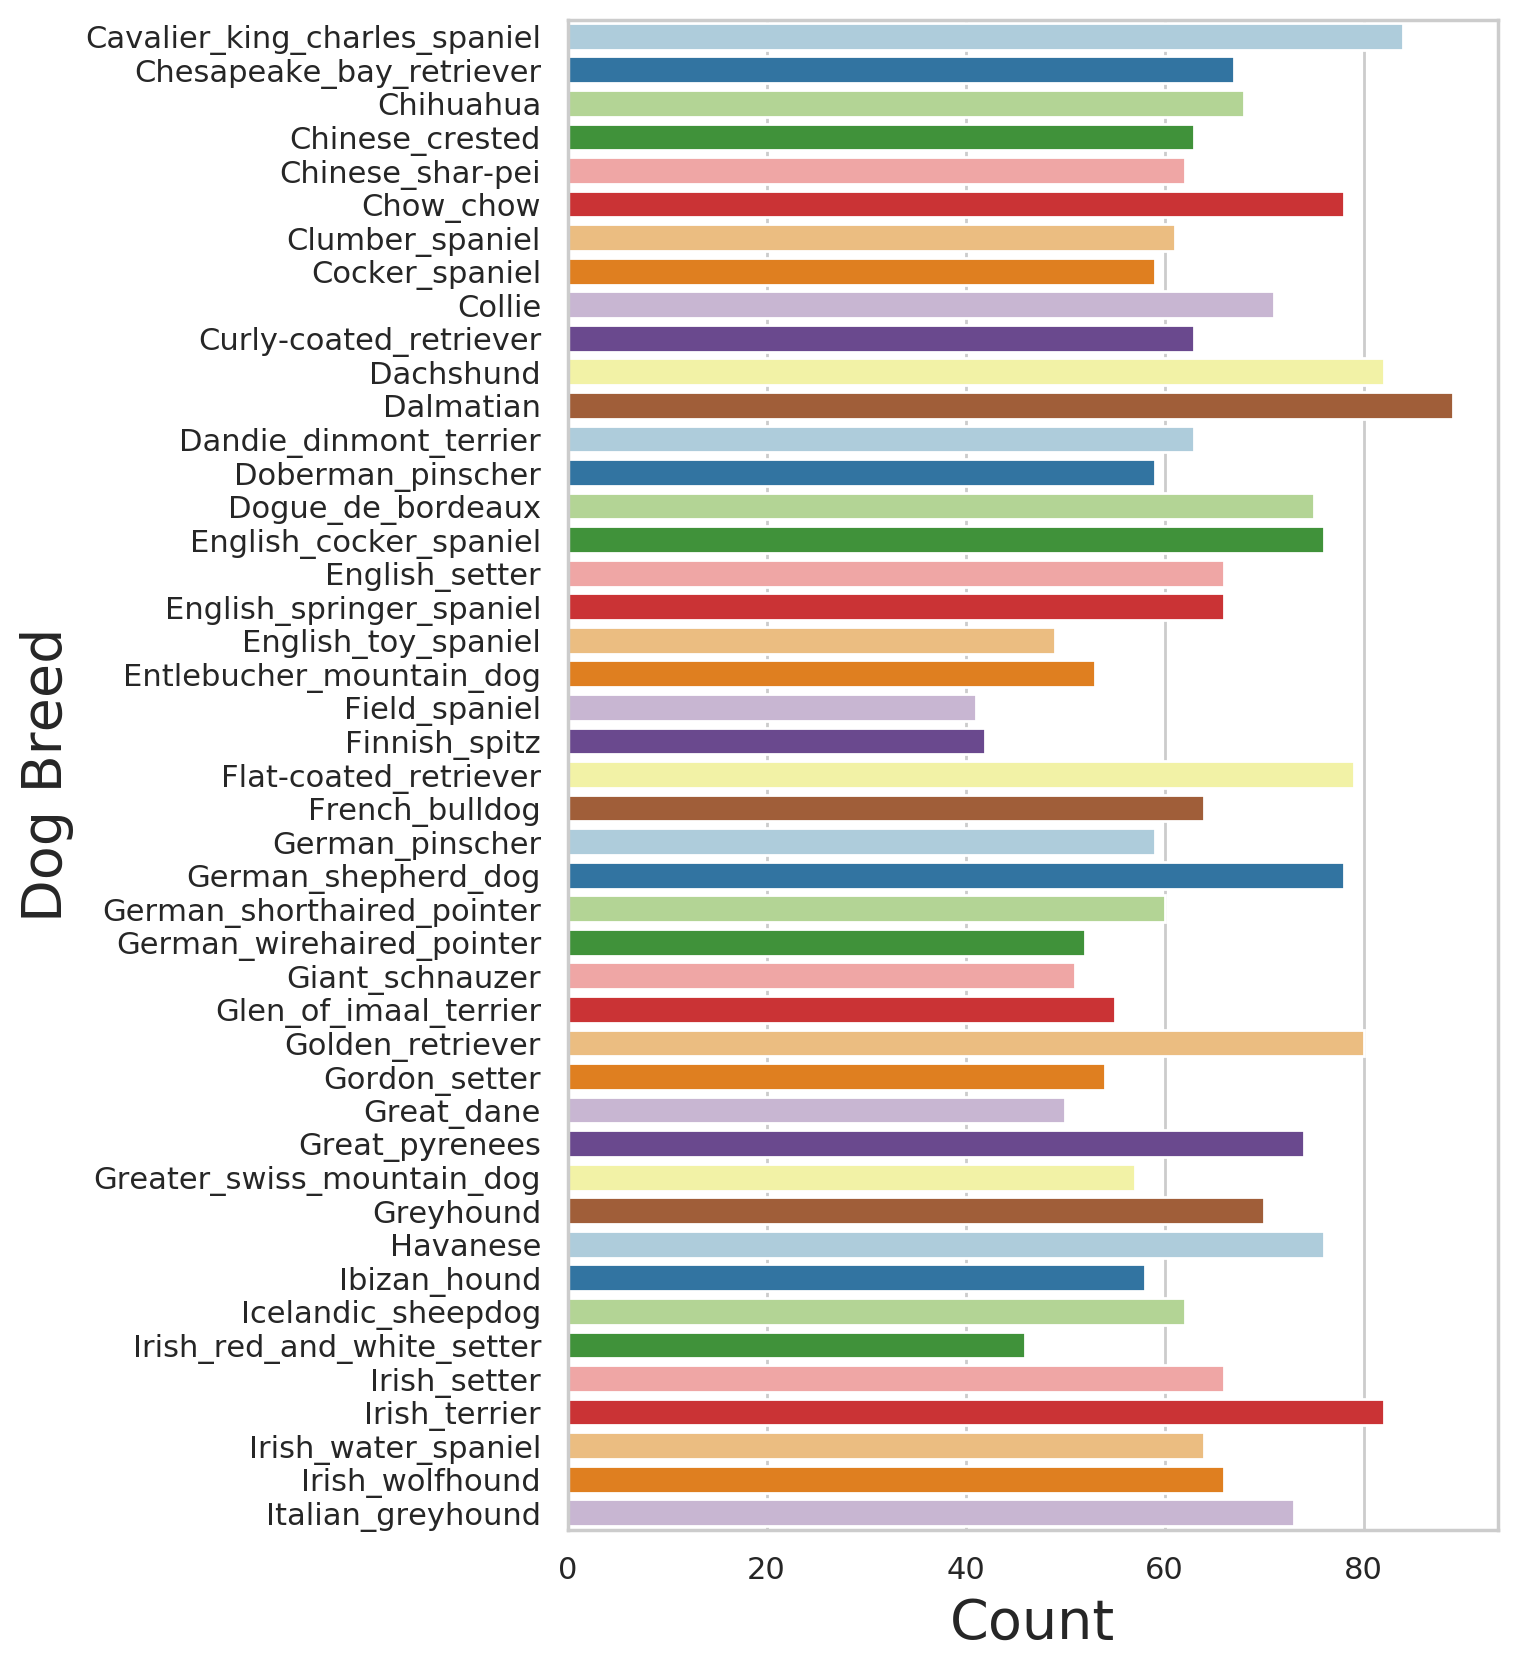 Cavalier_king_charles_spaniel
Chesapeake_bay_retriever
Chihuahua
Chinese_crested
Chinese_shar-pei
Chow_chow
Clumber_spaniel
Cocker_spaniel
Collie
Curly-coated_retriever
Dachshund
Dalmatian
Dandie_dinmont_terrier
Doberman_pinscher
Dogue_de_bordeaux
English_cocker_spaniel
English_setter
English_springer_spaniel
English_toy_spaniel
Entlebucher_mountain_dog
Field_spaniel
Finnish_spitz
Flat-coated_retriever
French_bulldog
German_pinscher
German_shepherd_dog
German_shorthaired_pointer
German_wirehaired_pointer
Giant_schnauzer
Glen_of_imaal_terrier
Golden_retriever
Gordon_setter
Great_dane
Great_pyrenees
Greater_swiss_mountain_dog
Greyhound
Havanese
Ibizan_hound
Icelandic_sheepdog
Irish_red_and_white_setter
Irish_setter
Irish_terrier
Irish_water_spaniel
Irish_wolfhound
Italian_greyhound
Dog Breed
0 20 40 60 80
Count